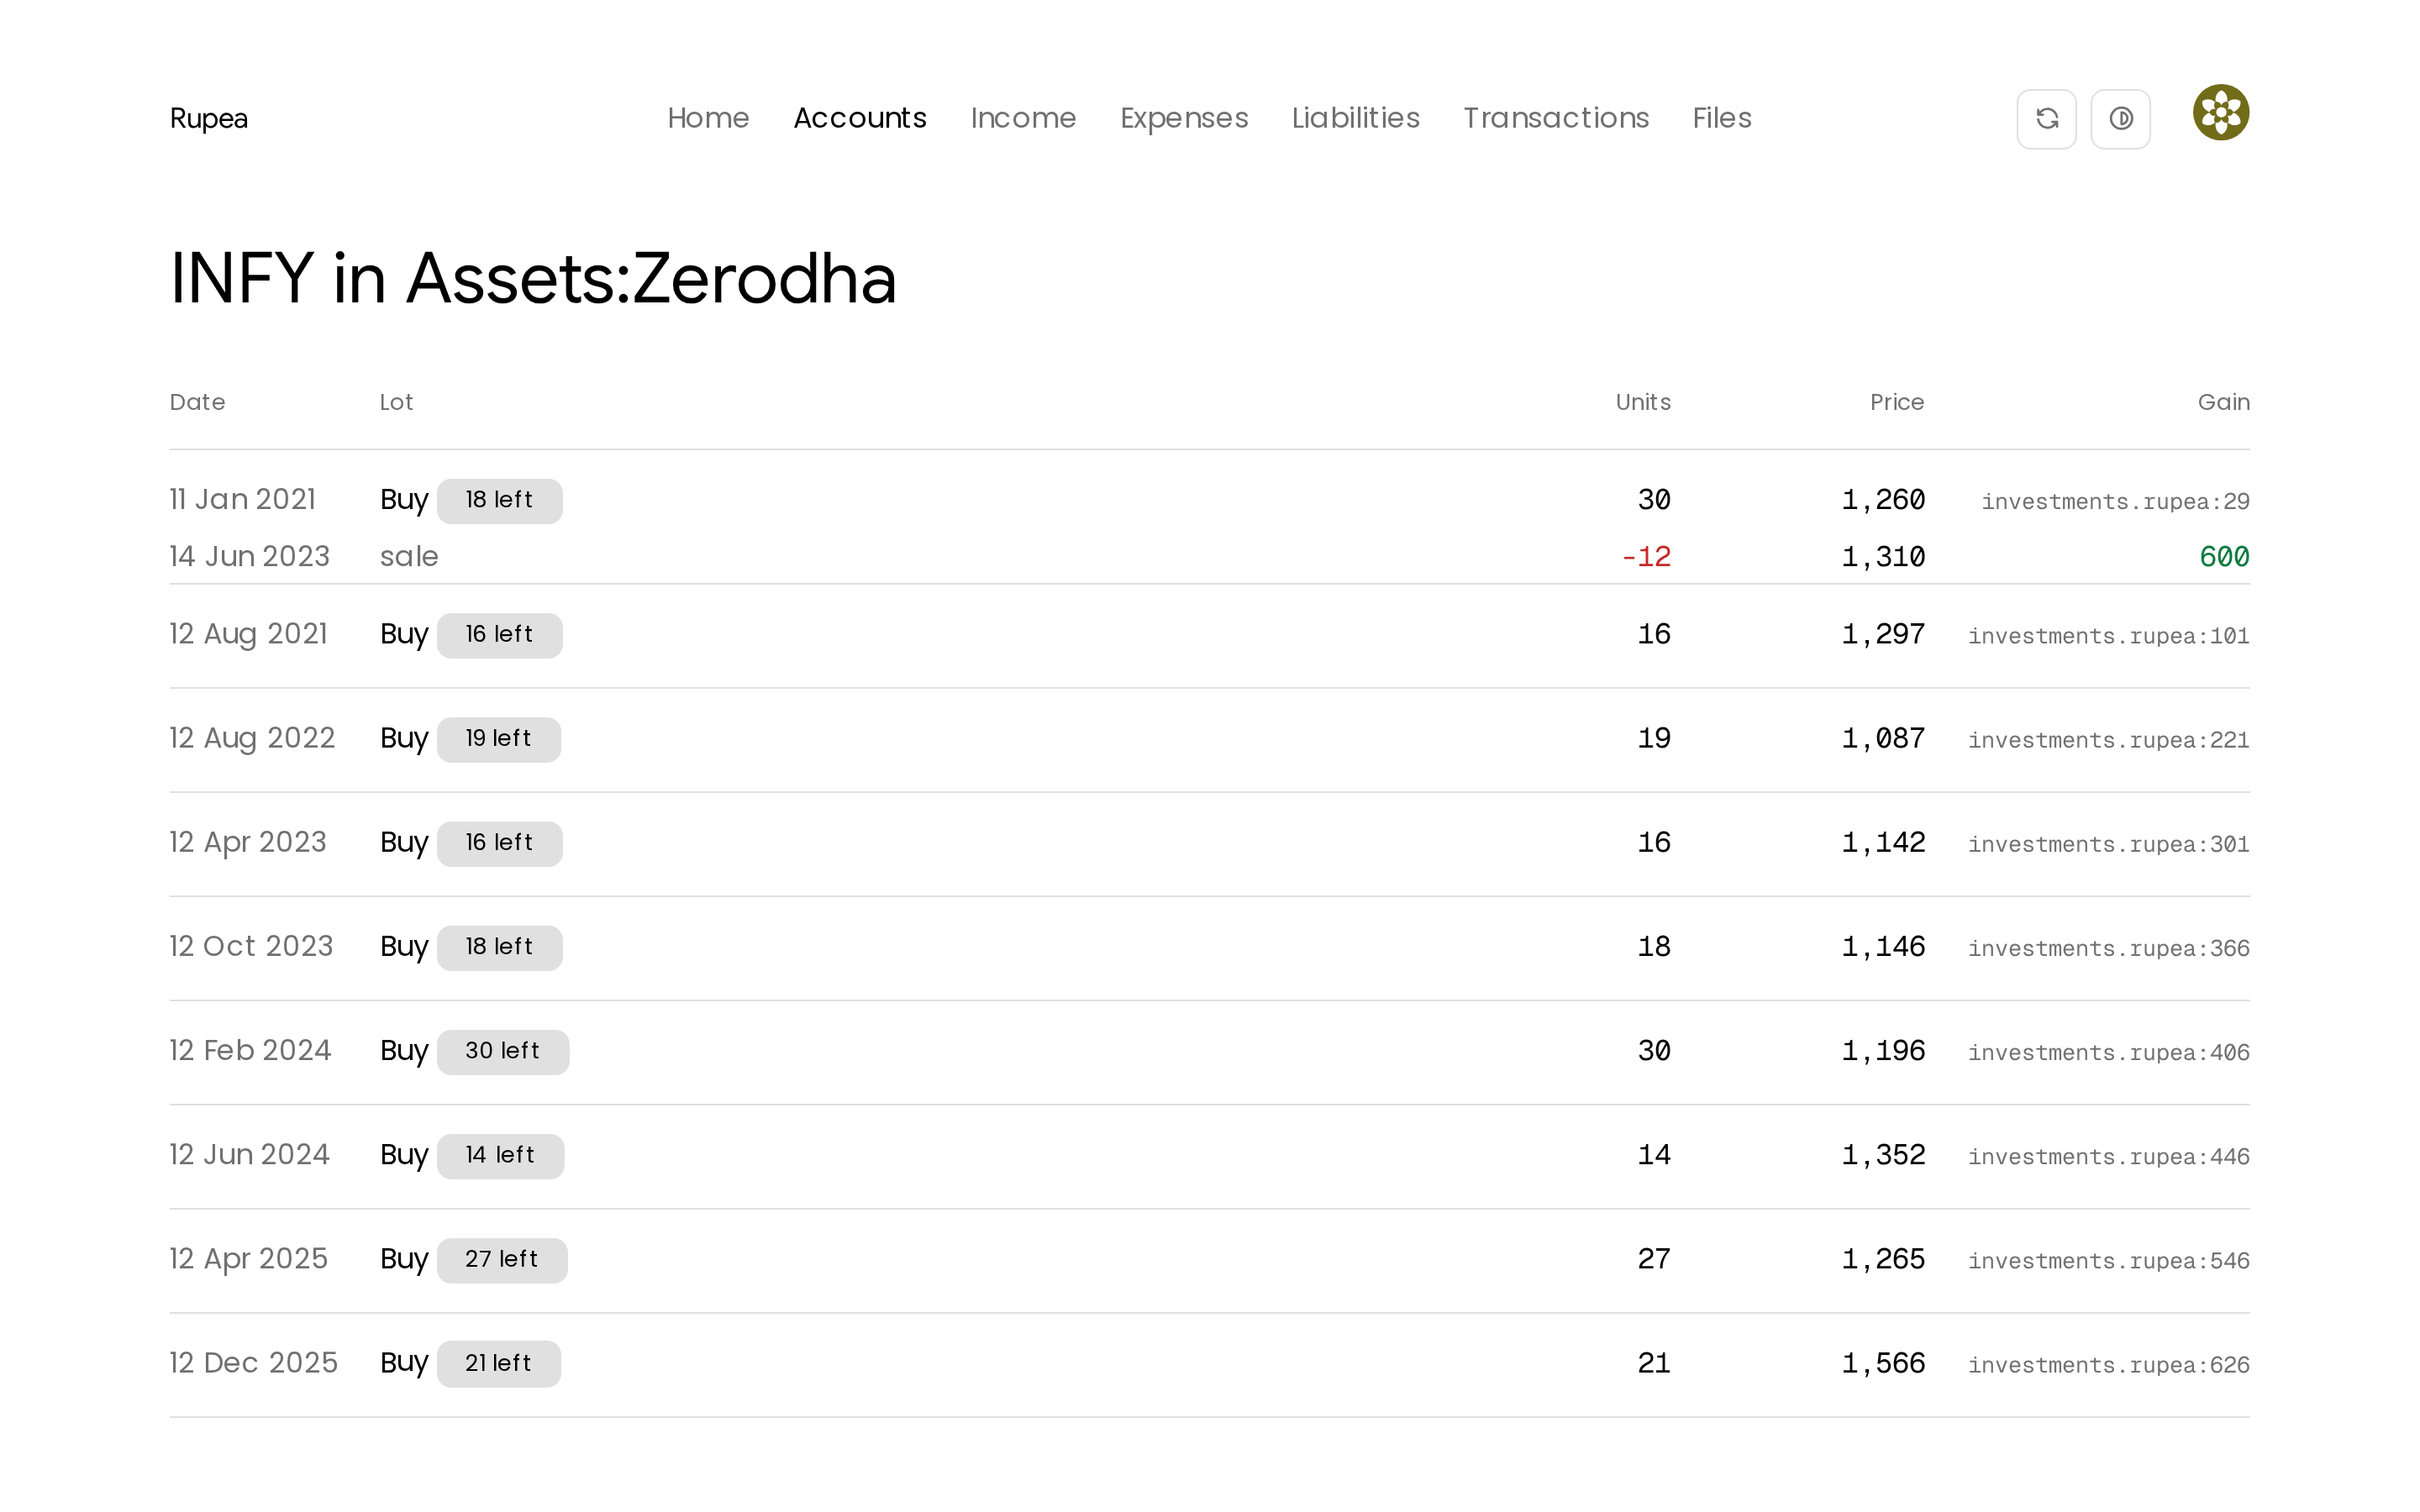 Rupea Home Accounts Income Expenses Liabilities Transactions Files
INFY in Assets:Zerodha
Date Lot Units Price Gain
11 Jan 2021 Buy 18 left 30 1,260 investments.rupea:29
14 Jun 2023 sale -12 1,310 600
12 Aug 2021 Buy 16 left 16 1,297 investments.rupea:101
12 Aug 2022 Buy 19 left 19 1,087 investments.rupea:221
12 Apr 2023 Buy 16 left 16 1,142 investments.rupea:301
12 Oct 2023 Buy 18 left 18 1,146 investments.rupea:366
12 Feb 2024 Buy 30 left 30 1,196 investments.rupea:406
12 Jun 2024 Buy 14 left 14 1,352 investments.rupea:446
12 Apr 2025 Buy 27 left 27 1,265 investments.rupea:546
12 Dec 2025 Buy 21 left 21 1,566 investments.rupea:626